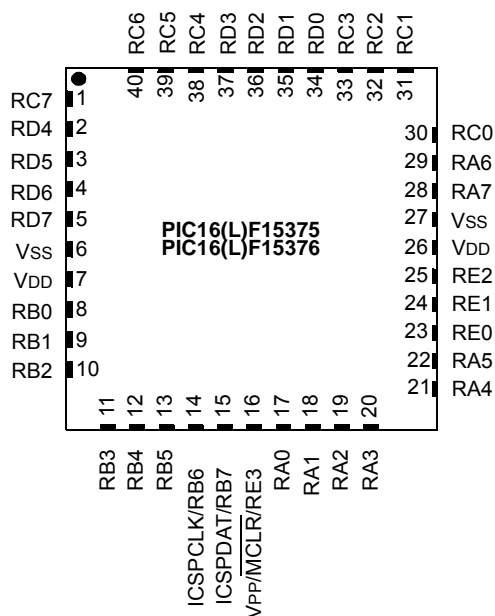 RC6
RC5
RC4
RD3
RD2
RD1
RD0
RC3
RC2
RC1
40
39
38
37
36
35
34
33
32
31
RC7 1
RD4 2
RD5 3
RD6 4
RD7 5
VSS 6
VDD 7
RB0 8
RB1 9
RB2 10
PIC16(L)F15375
PIC16(L)F15376
30 RC0
29 RA6
28 RA7
27 VSS
26 VDD
25 RE2
24 RE1
23 RE0
22 RA5
21 RA4
11
12
13
14
15
16
17
18
19
20
RB3
RB4
RB5
ICSPCLK/RB6
ICSPDAT/RB7
VPP/MCLR/RE3
RA0
RA1
RA2
RA3